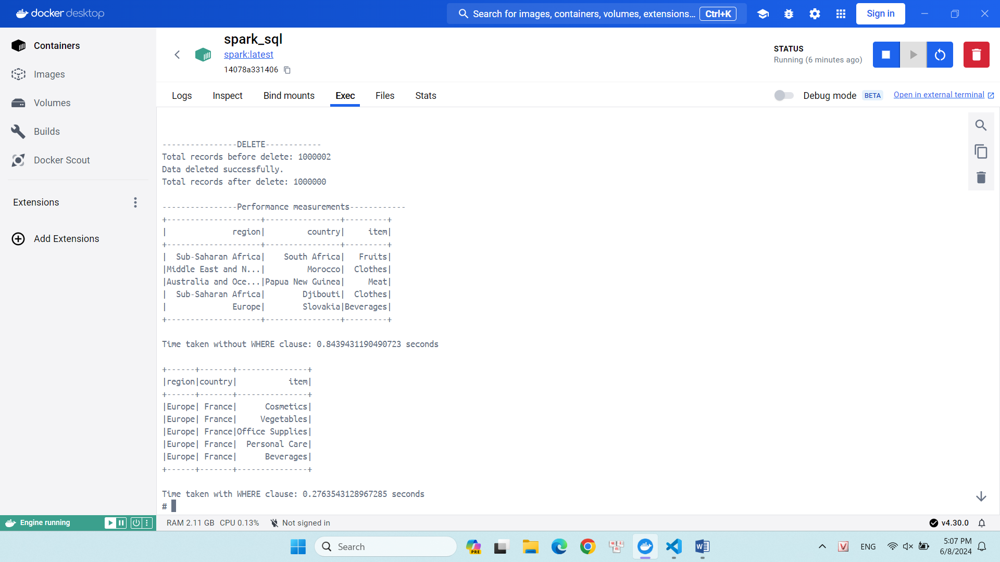 docker desktop
Search for images, containers, volumes, extensions... Ctrl+K
Sign in
Containers
Images
Volumes
Builds
Docker Scout
Extensions
Add Extensions
spark_sql
spark:latest
14078a331406
STATUS
Running (6 minutes ago)
Logs Inspect Bind mounts Exec Files Stats
Debug mode BETA Open in external terminal
----------------DELETE------------
Total records before delete: 1000002
Data deleted successfully.
Total records after delete: 1000000
----------------Performance measurements------------
+--------------------+----------------+---------+
|              region|         country|     item|
+--------------------+----------------+---------+
|  Sub-Saharan Africa|    South Africa|   Fruits|
|Middle East and N...|         Morocco|  Clothes|
|Australia and Oce...|Papua New Guinea|     Meat|
|  Sub-Saharan Africa|        Djibouti|  Clothes|
|              Europe|        Slovakia|Beverages|
+--------------------+----------------+---------+
Time taken without WHERE clause: 0.8439431190490723 seconds
+------+-------+---------------+
|region|country|           item|
+------+-------+---------------+
|Europe| France|      Cosmetics|
|Europe| France|     Vegetables|
|Europe| France|Office Supplies|
|Europe| France|  Personal Care|
|Europe| France|      Beverages|
+------+-------+---------------+
Time taken with WHERE clause: 0.2763543128967285 seconds
#
Engine running
RAM 2.11 GB CPU 0.13% Not signed in
v4.30.0
Search
PRE
ENG
5:07 PM
6/8/2024